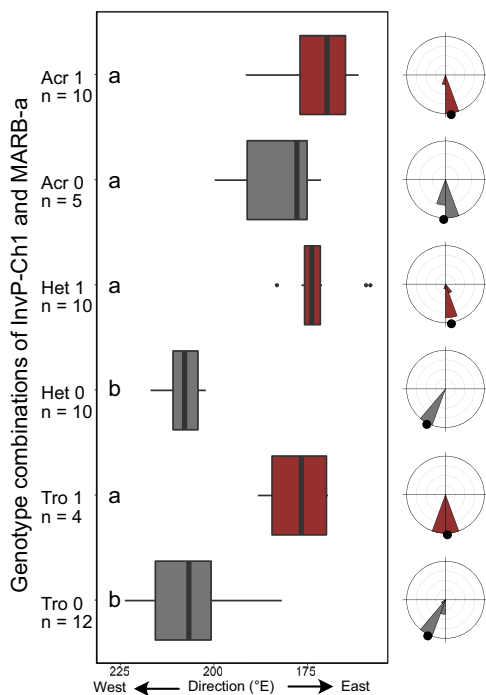 Genotype combinations of InvP-Ch1 and MARB-a
Acr 1
n = 10
a
Acr 0
n = 5
a
Het 1
n = 10
a
Het 0
n = 10
b
Tro 1
n = 4
a
Tro 0
n = 12
b
225 200 175
West Direction (°E) East